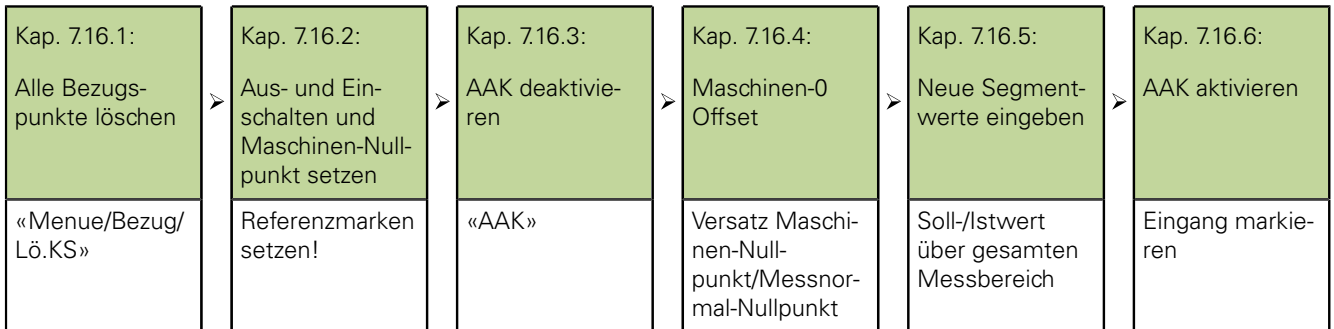 Kap. 7.16.1:
Alle Bezugs-
punkte löschen
«Menue/Bezug/
Lö.KS»
Kap. 7.16.2:
Aus- und Ein-
schalten und
Maschinen-Null-
punkt setzen
Referenzmarken
setzen!
Kap. 7.16.3:
AAK deaktivie-
ren
«AAK»
Kap. 7.16.4:
Maschinen-0
Offset
Versatz Maschi-
nen-Null-
punkt/Messnor-
mal-Nullpunkt
Kap. 7.16.5:
Neue Segment-
werte eingeben
Soll-/Istwert
über gesamten
Messbereich
Kap. 7.16.6:
AAK aktivieren
Eingang markie-
ren